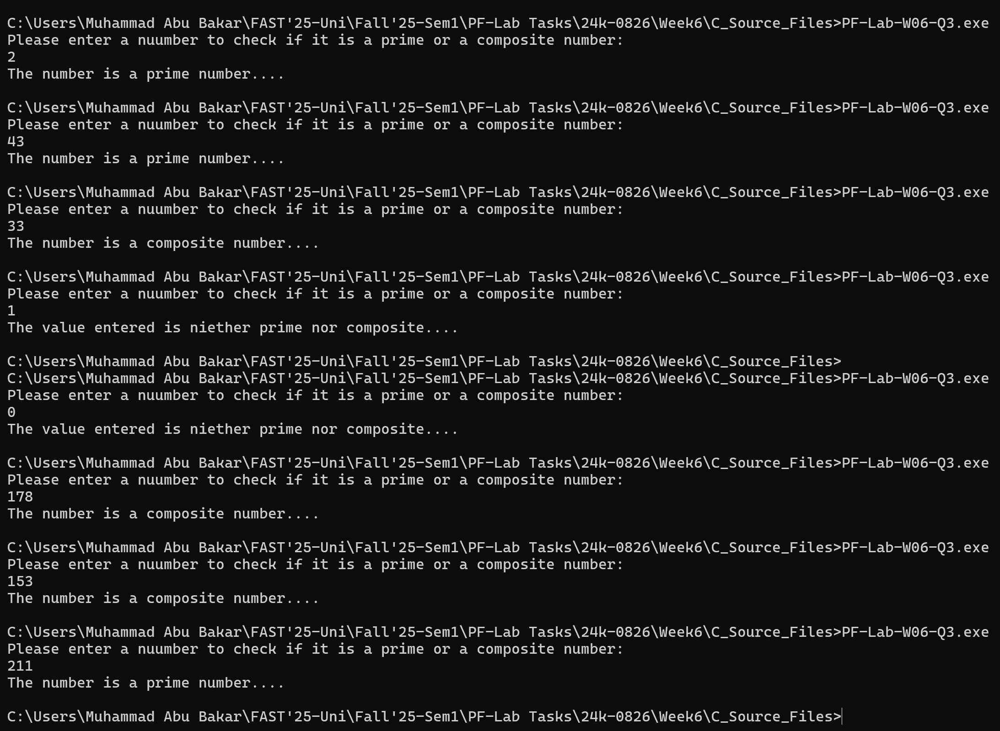 C:\Users\Muhammad Abu Bakar\FAST'25-Uni\Fall'25-Sem1\PF-Lab Tasks\24k-0826\Week6\C_Source_Files>PF-Lab-W06-Q3.exe
Please enter a nuumber to check if it is a prime or a composite number:
2
The number is a prime number....
C:\Users\Muhammad Abu Bakar\FAST'25-Uni\Fall'25-Sem1\PF-Lab Tasks\24k-0826\Week6\C_Source_Files>PF-Lab-W06-Q3.exe
Please enter a nuumber to check if it is a prime or a composite number:
43
The number is a prime number....
C:\Users\Muhammad Abu Bakar\FAST'25-Uni\Fall'25-Sem1\PF-Lab Tasks\24k-0826\Week6\C_Source_Files>PF-Lab-W06-Q3.exe
Please enter a nuumber to check if it is a prime or a composite number:
33
The number is a composite number....
C:\Users\Muhammad Abu Bakar\FAST'25-Uni\Fall'25-Sem1\PF-Lab Tasks\24k-0826\Week6\C_Source_Files>PF-Lab-W06-Q3.exe
Please enter a nuumber to check if it is a prime or a composite number:
1
The value entered is niether prime nor composite....
C:\Users\Muhammad Abu Bakar\FAST'25-Uni\Fall'25-Sem1\PF-Lab Tasks\24k-0826\Week6\C_Source_Files>
C:\Users\Muhammad Abu Bakar\FAST'25-Uni\Fall'25-Sem1\PF-Lab Tasks\24k-0826\Week6\C_Source_Files>PF-Lab-W06-Q3.exe
Please enter a nuumber to check if it is a prime or a composite number:
0
The value entered is niether prime nor composite....
C:\Users\Muhammad Abu Bakar\FAST'25-Uni\Fall'25-Sem1\PF-Lab Tasks\24k-0826\Week6\C_Source_Files>PF-Lab-W06-Q3.exe
Please enter a nuumber to check if it is a prime or a composite number:
178
The number is a composite number....
C:\Users\Muhammad Abu Bakar\FAST'25-Uni\Fall'25-Sem1\PF-Lab Tasks\24k-0826\Week6\C_Source_Files>PF-Lab-W06-Q3.exe
Please enter a nuumber to check if it is a prime or a composite number:
153
The number is a composite number....
C:\Users\Muhammad Abu Bakar\FAST'25-Uni\Fall'25-Sem1\PF-Lab Tasks\24k-0826\Week6\C_Source_Files>PF-Lab-W06-Q3.exe
Please enter a nuumber to check if it is a prime or a composite number:
211
The number is a prime number....
C:\Users\Muhammad Abu Bakar\FAST'25-Uni\Fall'25-Sem1\PF-Lab Tasks\24k-0826\Week6\C_Source_Files>